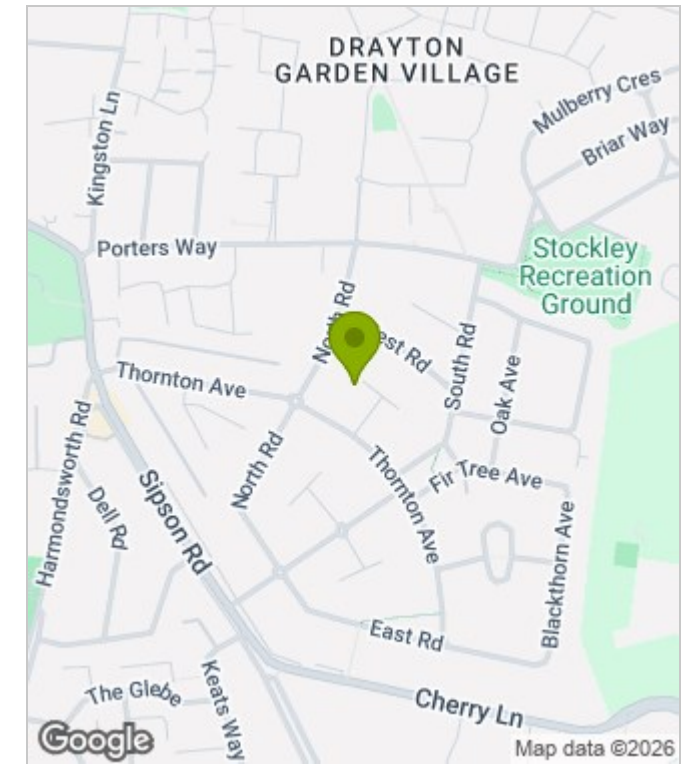 DRAYTON
GARDEN VILLAGE
Mulberry Cres
Briar Way
Kingston Ln
Porters Way
Stockley
Recreation
Ground
North Rd
est Rd
South Rd
Oak Ave
Thornton Ave
Harmondsworth Rd
North Rd
Thornton Ave
Fir Tree Ave
Dell Rd
Sipson Rd
Blackthorn Ave
East Rd
The Glebe
Keats Way
Cherry Ln
Google
Map data ©2026